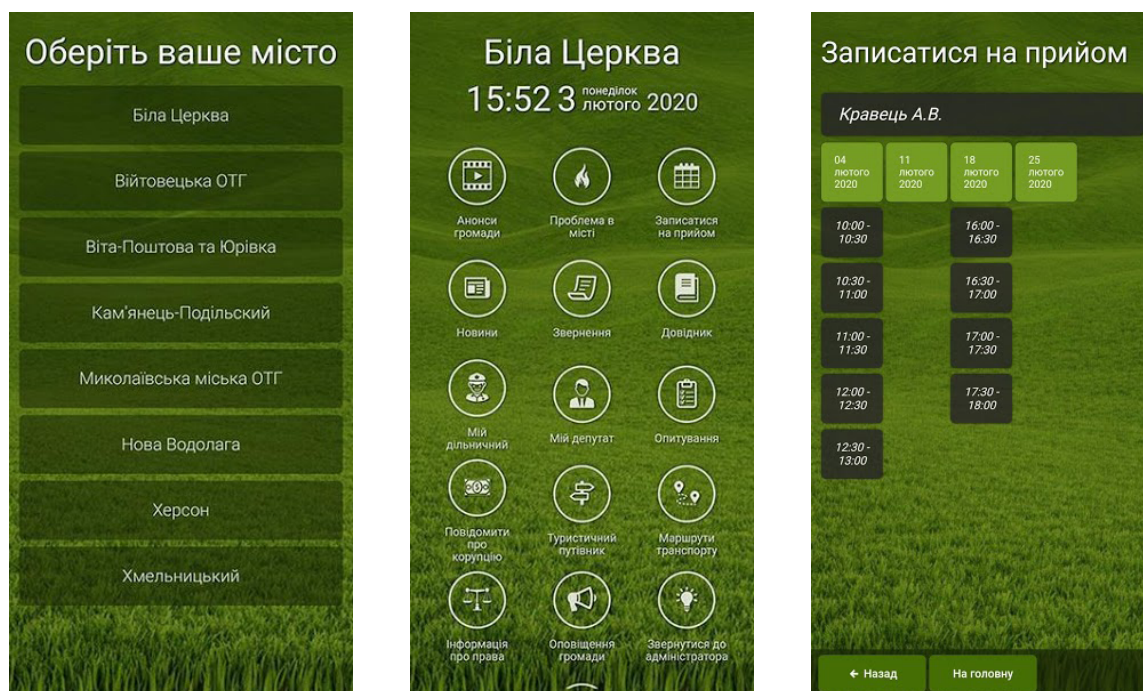 Оберіть ваше місто
Біла Церква
Війтовецька ОТГ
Віта-Поштова та Юрівка
Кам'янець-Подільский
Миколаївська міська ОТГ
Нова Водолага
Херсон
Хмельницький
Біла Церква
15:52 3 понеділок лютого 2020
Анонси
громади
Проблема в
місті
Записатися
на прийом
Новини
Звернення
Довідник
Мій
дільничний
Мій депутат
Опитування
Повідомити
про
корупцію
Туристичний
путівник
Маршрути
транспорту
Інформація
про права
Оповіщення
громади
Звернутися до
адміністратора
Записатися на прийом
Кравець А.В.
04
лютого
2020
11
лютого
2020
18
лютого
2020
25
лютого
2020
10:00 -
10:30
16:00 -
16:30
10:30 -
11:00
16:30 -
17:00
11:00 -
11:30
17:00 -
17:30
12:00 -
12:30
17:30 -
18:00
12:30 -
13:00
← Назад
На головну